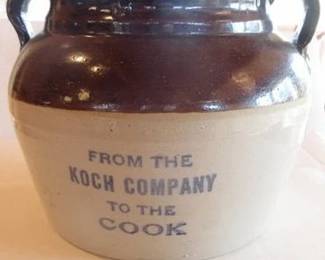 FROM THE
KOCH COMPANY
TO THE
COOK